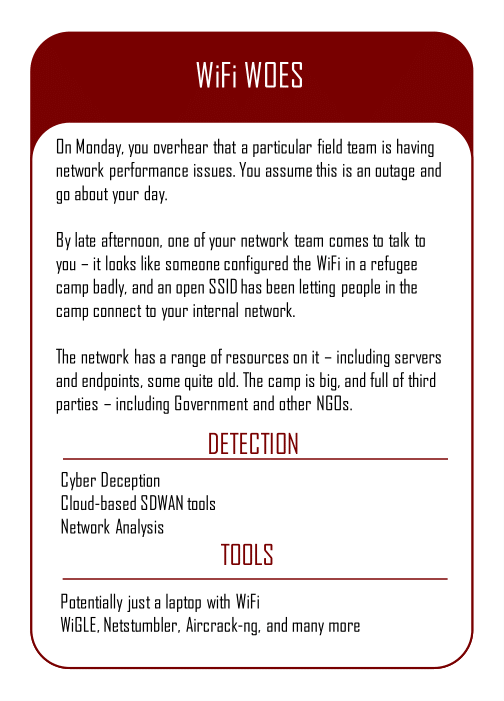 WiFi WOES
On Monday, you overhear that a particular field team is having
network performance issues. You assume this is an outage and
go about your day.
By late afternoon, one of your network team comes to talk to
you – it looks like someone configured the WiFi in a refugee
camp badly, and an open SSID has been letting people in the
camp connect to your internal network.
The network has a range of resources on it – including servers
and endpoints, some quite old. The camp is big, and full of third
parties – including Government and other NGOs.
DETECTION
Cyber Deception
Cloud-based SDWAN tools
Network Analysis
TOOLS
Potentially just a laptop with WiFi
WiGLE, Netstumbler, Aircrack-ng, and many more